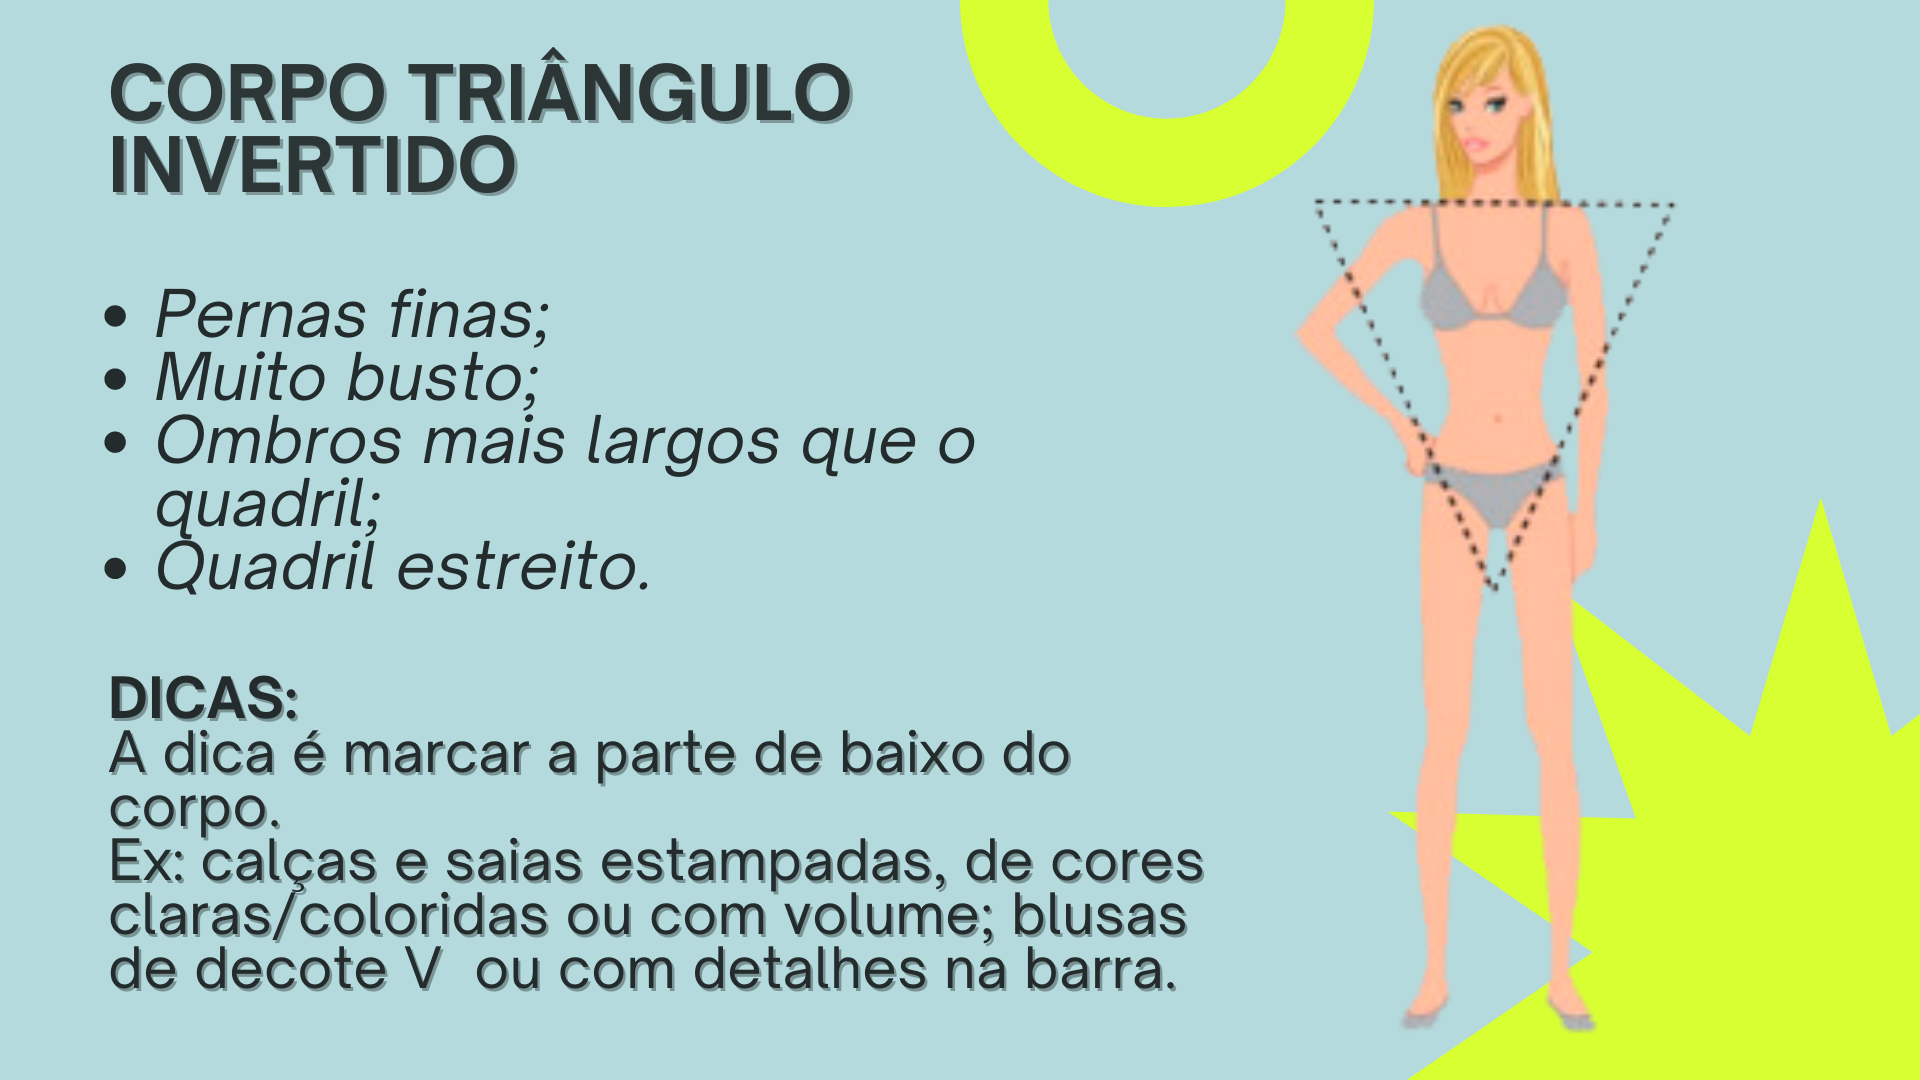 CORPO TRIÂNGULO
INVERTIDO
• Pernas finas;
• Muito busto;
• Ombros mais largos que o
quadril;
• Quadril estreito.
DICAS:
A dica é marcar a parte de baixo do
corpo.
Ex: calças e saias estampadas, de cores
claras/coloridas ou com volume; blusas
de decote V  ou com detalhes na barra.